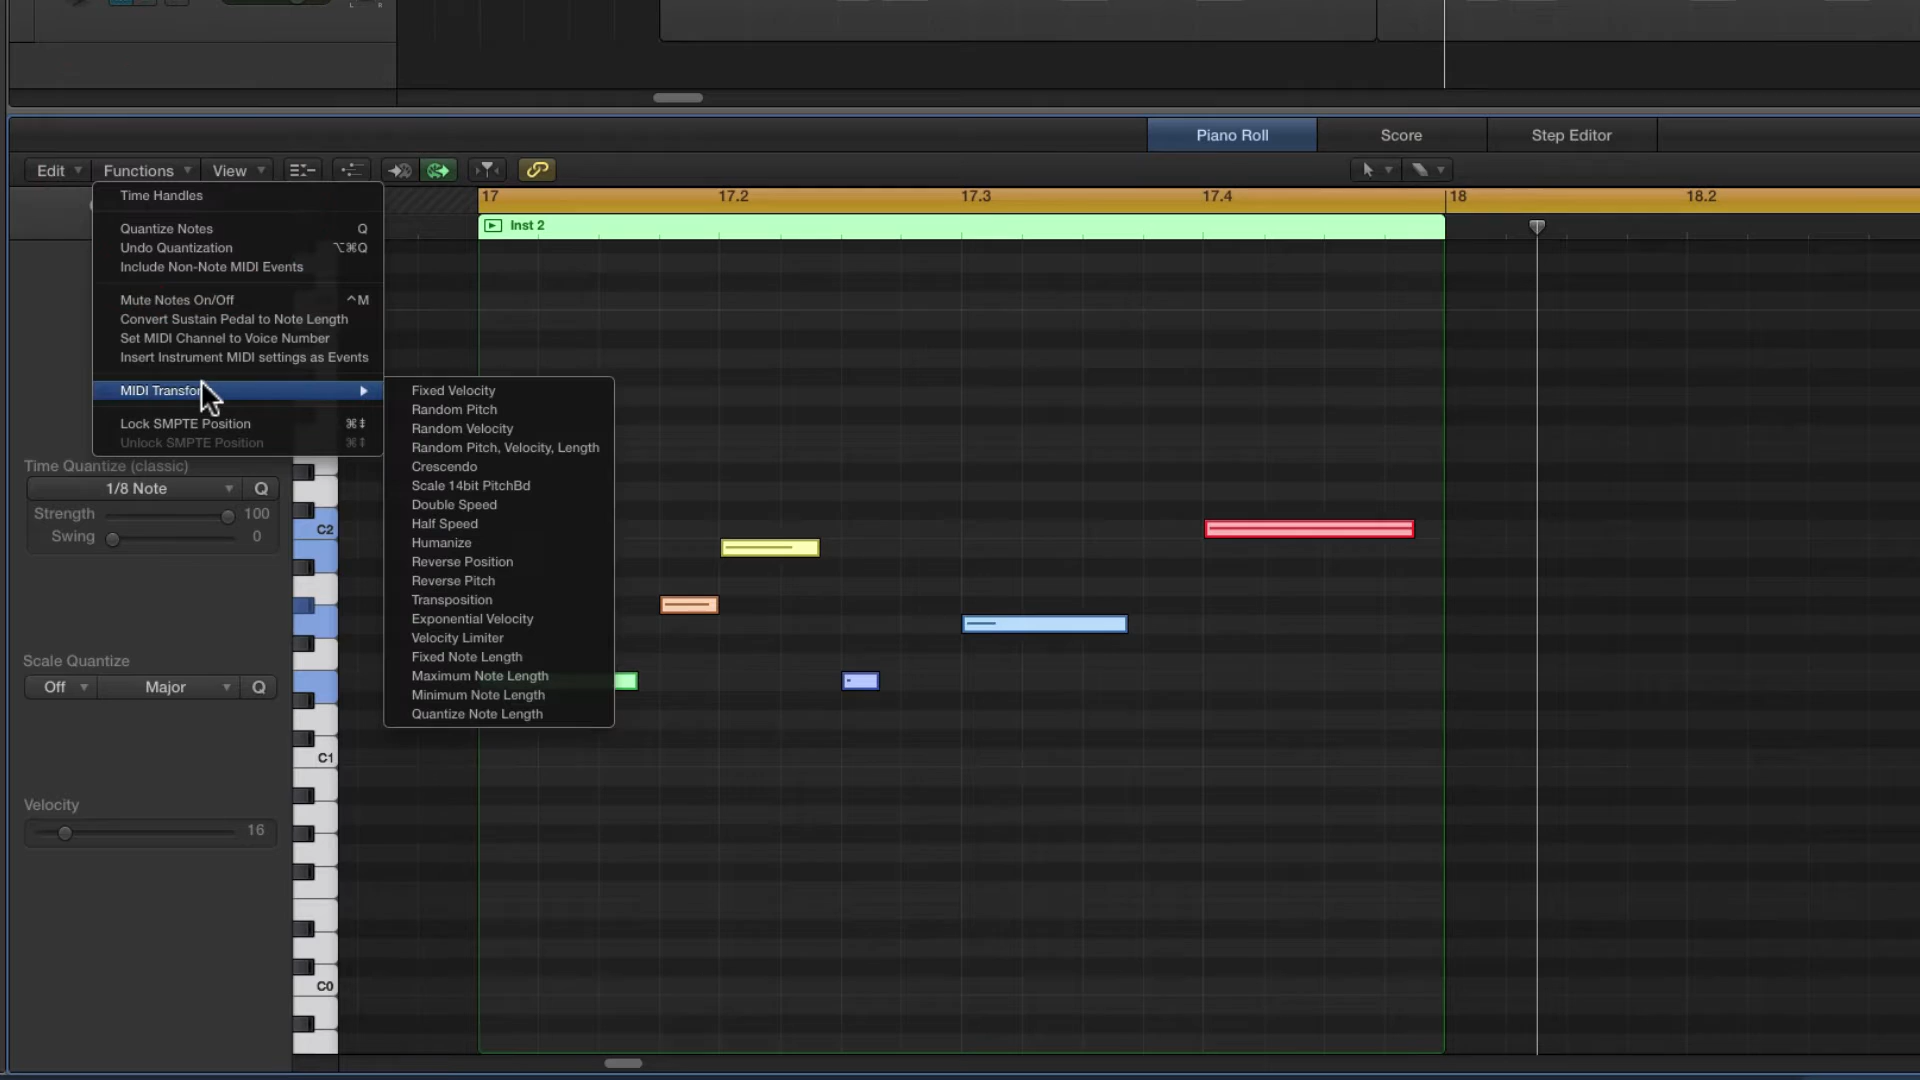 Piano Roll
Score
Step Editor
Edit
Functions
View
17
17.2
17.3
17.4
18
18.2
Inst 2
Time Handles
Quantize Notes Q
Undo Quantization ⌥⌘Q
Include Non-Note MIDI Events
Mute Notes On/Off ^M
Convert Sustain Pedal to Note Length
Set MIDI Channel to Voice Number
Insert Instrument MIDI settings as Events
MIDI Transfo
Lock SMPTE Position
Unlock SMPTE Position
Fixed Velocity
Random Pitch
Random Velocity
Random Pitch, Velocity, Length
Crescendo
Scale 14bit PitchBd
Double Speed
Half Speed
Humanize
Reverse Position
Reverse Pitch
Transposition
Exponential Velocity
Velocity Limiter
Fixed Note Length
Maximum Note Length
Minimum Note Length
Quantize Note Length
Time Quantize (classic)
1/8 Note Q
Strength 100
Swing 0
Scale Quantize
Off Major Q
Velocity
16
C2
C1
C0